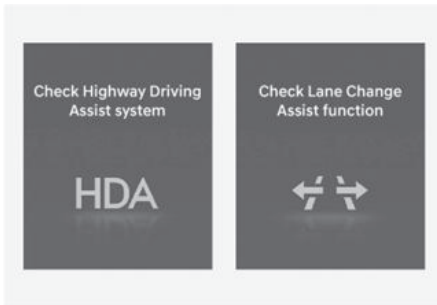 Check Highway Driving
Assist system
HDA
Check Lane Change
Assist function